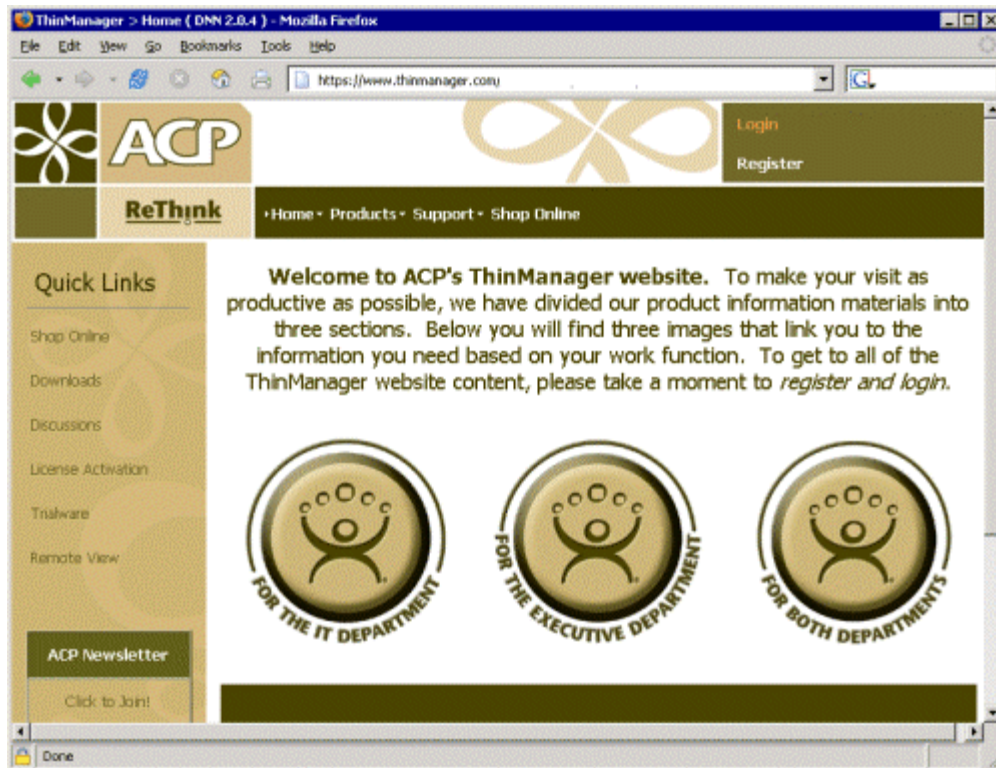 ThinManager > Home ( DNN 2.0.4 ) - Mozilla Firefox
File Edit View Go Bookmarks Tools Help
https://www.thinmanager.com/
G
ACP
Login
Register
ReThink
Home Products Support Shop Online
Quick Links
Shop Online
Downloads
Discussions
License Activation
Trialware
Remote View
ACP Newsletter
Click to Join!
Welcome to ACP's ThinManager website. To make your visit as
productive as possible, we have divided our product information materials into
three sections. Below you will find three images that link you to the
information you need based on your work function. To get to all of the
ThinManager website content, please take a moment to register and login.
FOR THE IT DEPARTMENT
FOR THE EXECUTIVE DEPARTMENT
FOR BOTH DEPARTMENTS
Done